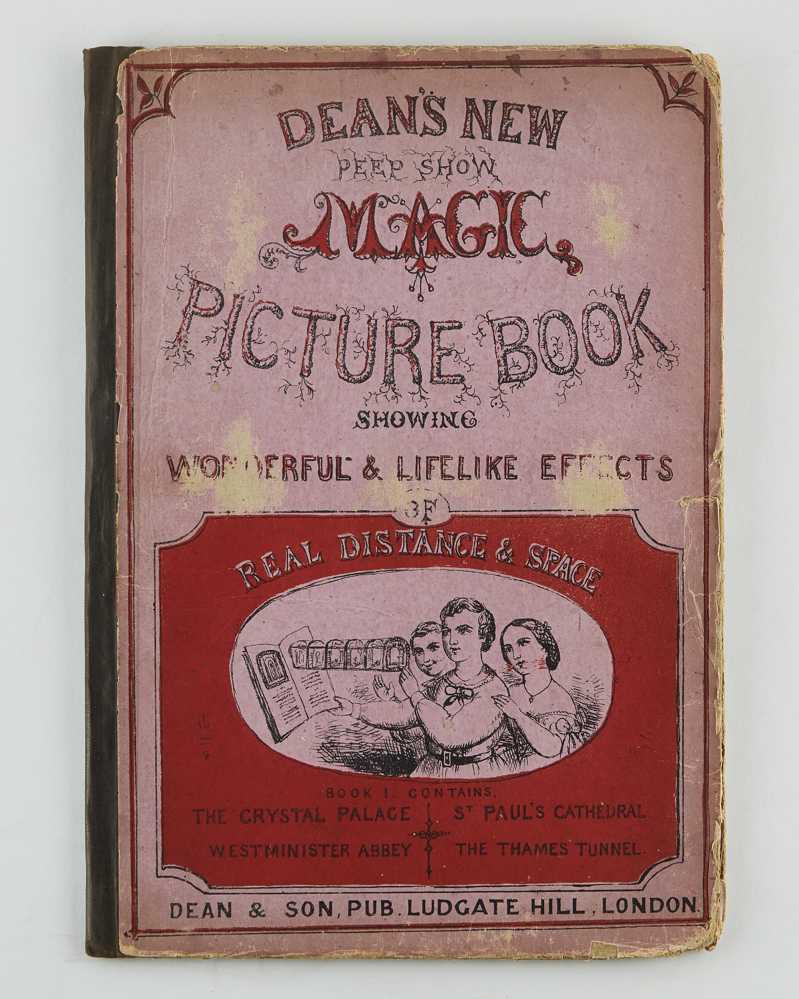 DEAN'S NEW
PEEP SHOW
MAGIC
PICTURE BOOK
SHOWING
WONDERFUL & LIFELIKE EFFECTS
OF
REAL DISTANCE & SPACE
BOOK 1. CONTAINS.
THE CRYSTAL PALACE ST PAUL'S CATHEDRAL
WESTMINISTER ABBEY THE THAMES TUNNEL.
DEAN & SON, PUB. LUDGATE HILL, LONDON.